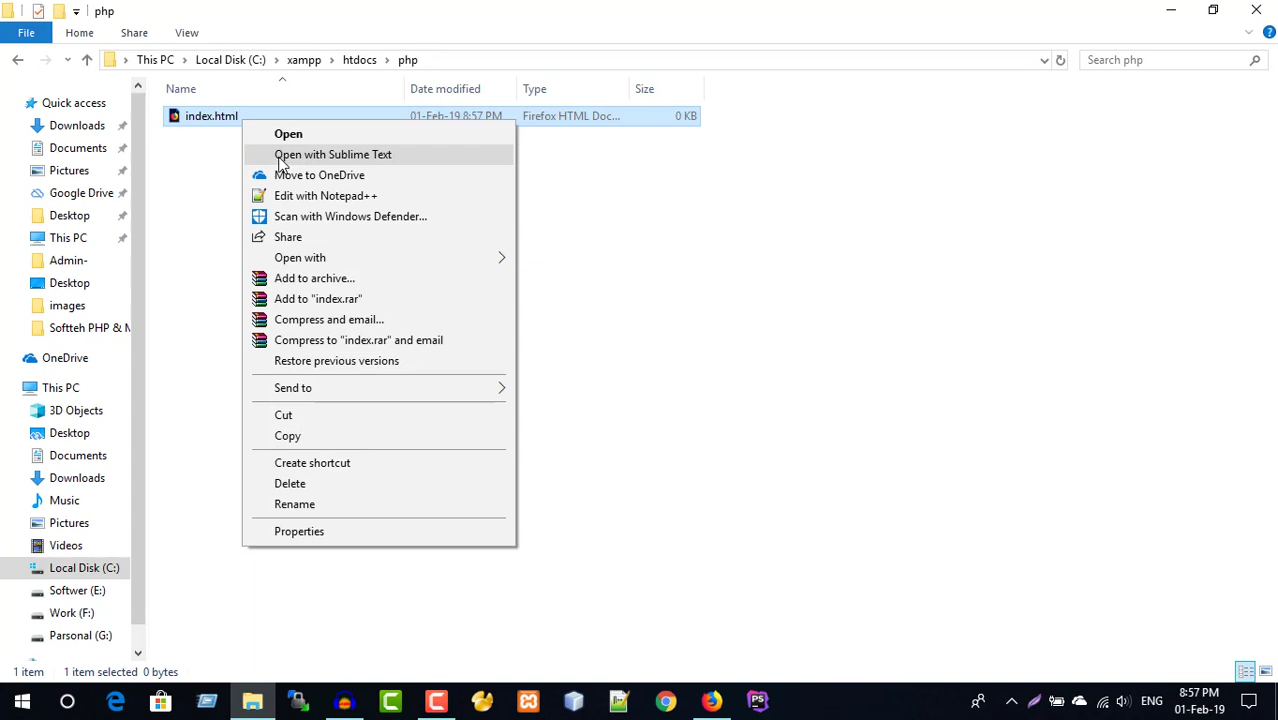 php
File Home Share View
This PC Local Disk (C:) xampp htdocs php
Search php
Name Date modified Type Size
index.html 01-Feb-19 8:57 PM Firefox HTML Doc... 0 KB
Quick access
Downloads
Documents
Pictures
Google Drive
Desktop
This PC
Admin-
Desktop
images
Softteh PHP & M
OneDrive
This PC
3D Objects
Desktop
Documents
Downloads
Music
Pictures
Videos
Local Disk (C:)
Softwer (E:)
Work (F:)
Parsonal (G:)
Open
Open with Sublime Text
Move to OneDrive
Edit with Notepad++
Scan with Windows Defender...
Share
Open with
Add to archive...
Add to "index.rar"
Compress and email...
Compress to "index.rar" and email
Restore previous versions
Send to
Cut
Copy
Create shortcut
Delete
Rename
Properties
1 item 1 item selected 0 bytes
PS
ENG
8:57 PM
01-Feb-19